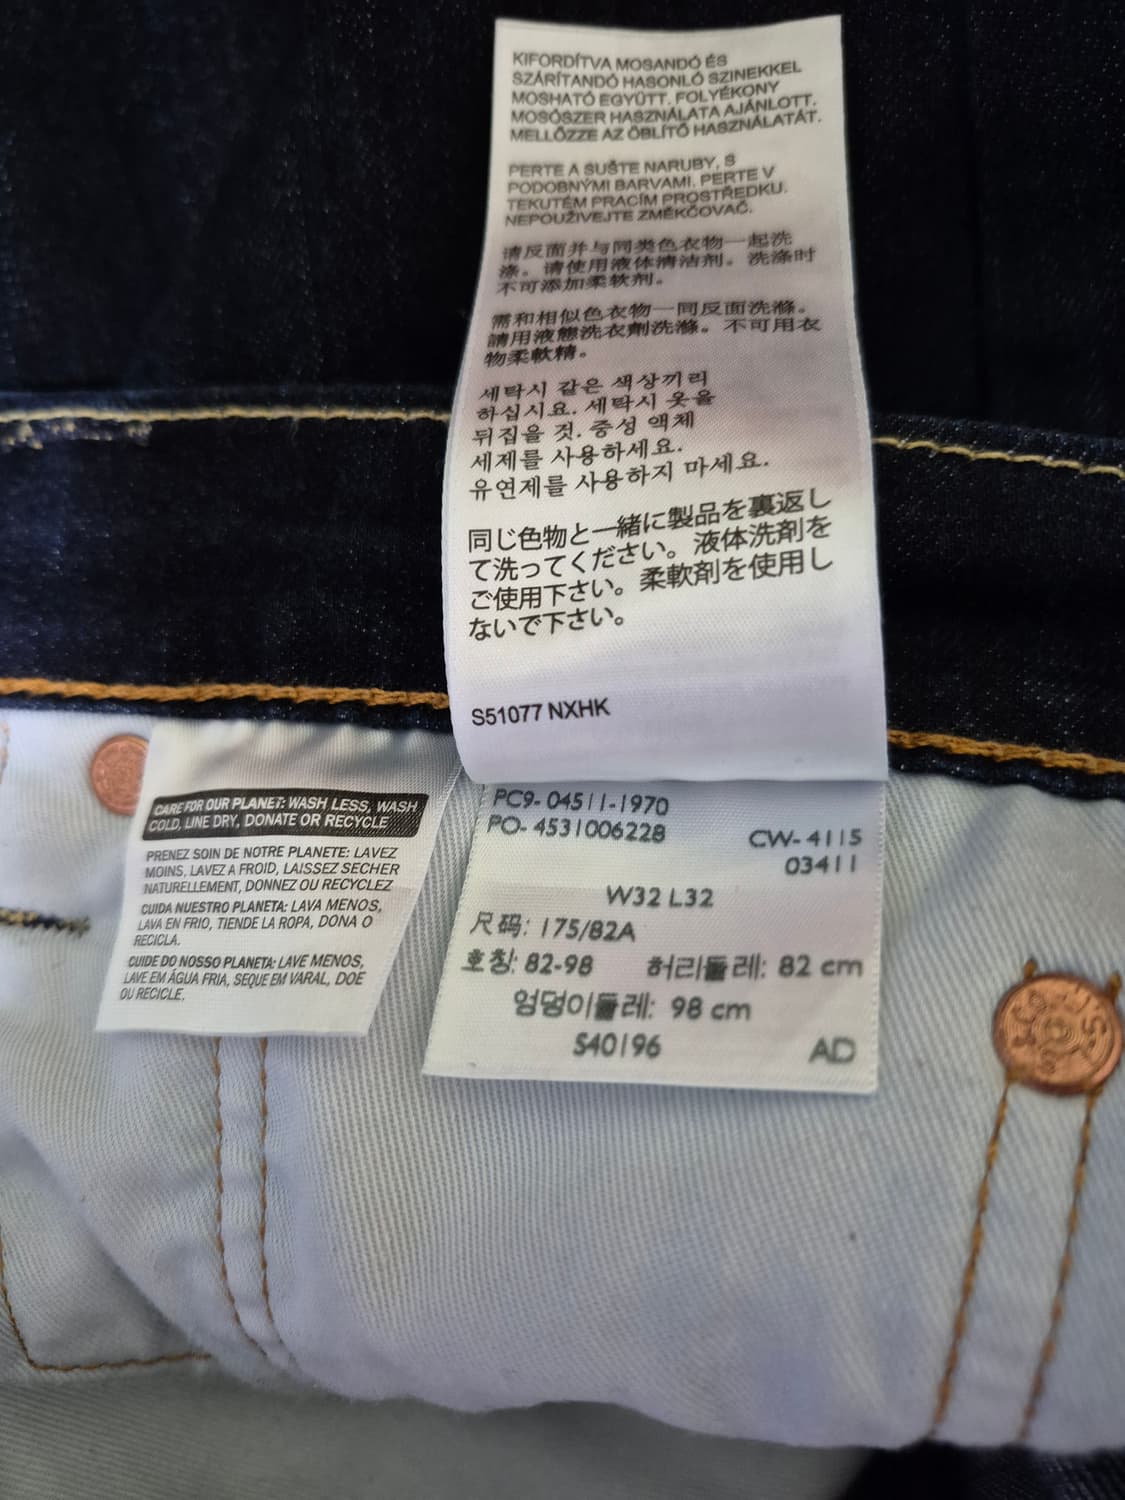 KIFORDÍTVA MOSANDÓ ÉS
SZÁRÍTANDÓ HASONLÓ SZINEKKEL
MOSHATÓ EGYÜTT. FOLYÉKONY
MOSÓSZER HASZNÁLATA AJÁNLOTT.
MELLŐZZE AZ ÖBLÍTŐ HASZNÁLATÁT.
PERTE A SUŠTE NARUBY, S
PODOBNÝMI BARVAMI. PERTE V
TEKUTÉM PRACÍM PROSTŘEDKU.
NEPOUŽIVEJTE ZMĚKČOVAČ.
请反面并与同类色衣物一起洗
涤。请使用液体清洁剂。洗涤时
不可添加柔软剂。
需和相似色衣物一同反面洗滌。
請用液態洗衣劑洗滌。不可用衣
物柔軟精。
세탁시 같은 색상끼리
하십시요. 세탁시 옷을
뒤집을 것. 중성 액체
세제를 사용하세요.
유연제를 사용하지 마세요.
同じ色物と一緒に製品を裏返し
て洗ってください。液体洗剤を
ご使用下さい。柔軟剤を使用し
ないで下さい。
S51077 NXHK
CARE FOR OUR PLANET: WASH LESS, WASH
COLD, LINE DRY, DONATE OR RECYCLE
PRENEZ SOIN DE NOTRE PLANETE: LAVEZ
MOINS, LAVEZ A FROID, LAISSEZ SECHER
NATURELLEMENT, DONNEZ OU RECYCLEZ
CUIDA NUESTRO PLANETA: LAVA MENOS,
LAVA EN FRIO, TIENDE LA ROPA, DONA O
RECICLA.
CUIDE DO NOSSO PLANETA: LAVE MENOS,
LAVE EM ÁGUA FRIA, SEQUE EM VARAL, DOE
OU RECICLE.
PC9- 04511-1970
PO- 4531006228
CW- 4115
03411
W32 L32
尺码: 175/82A
호칭: 82-98 허리둘레: 82 cm
엉덩이둘레: 98 cm
S40196 AD